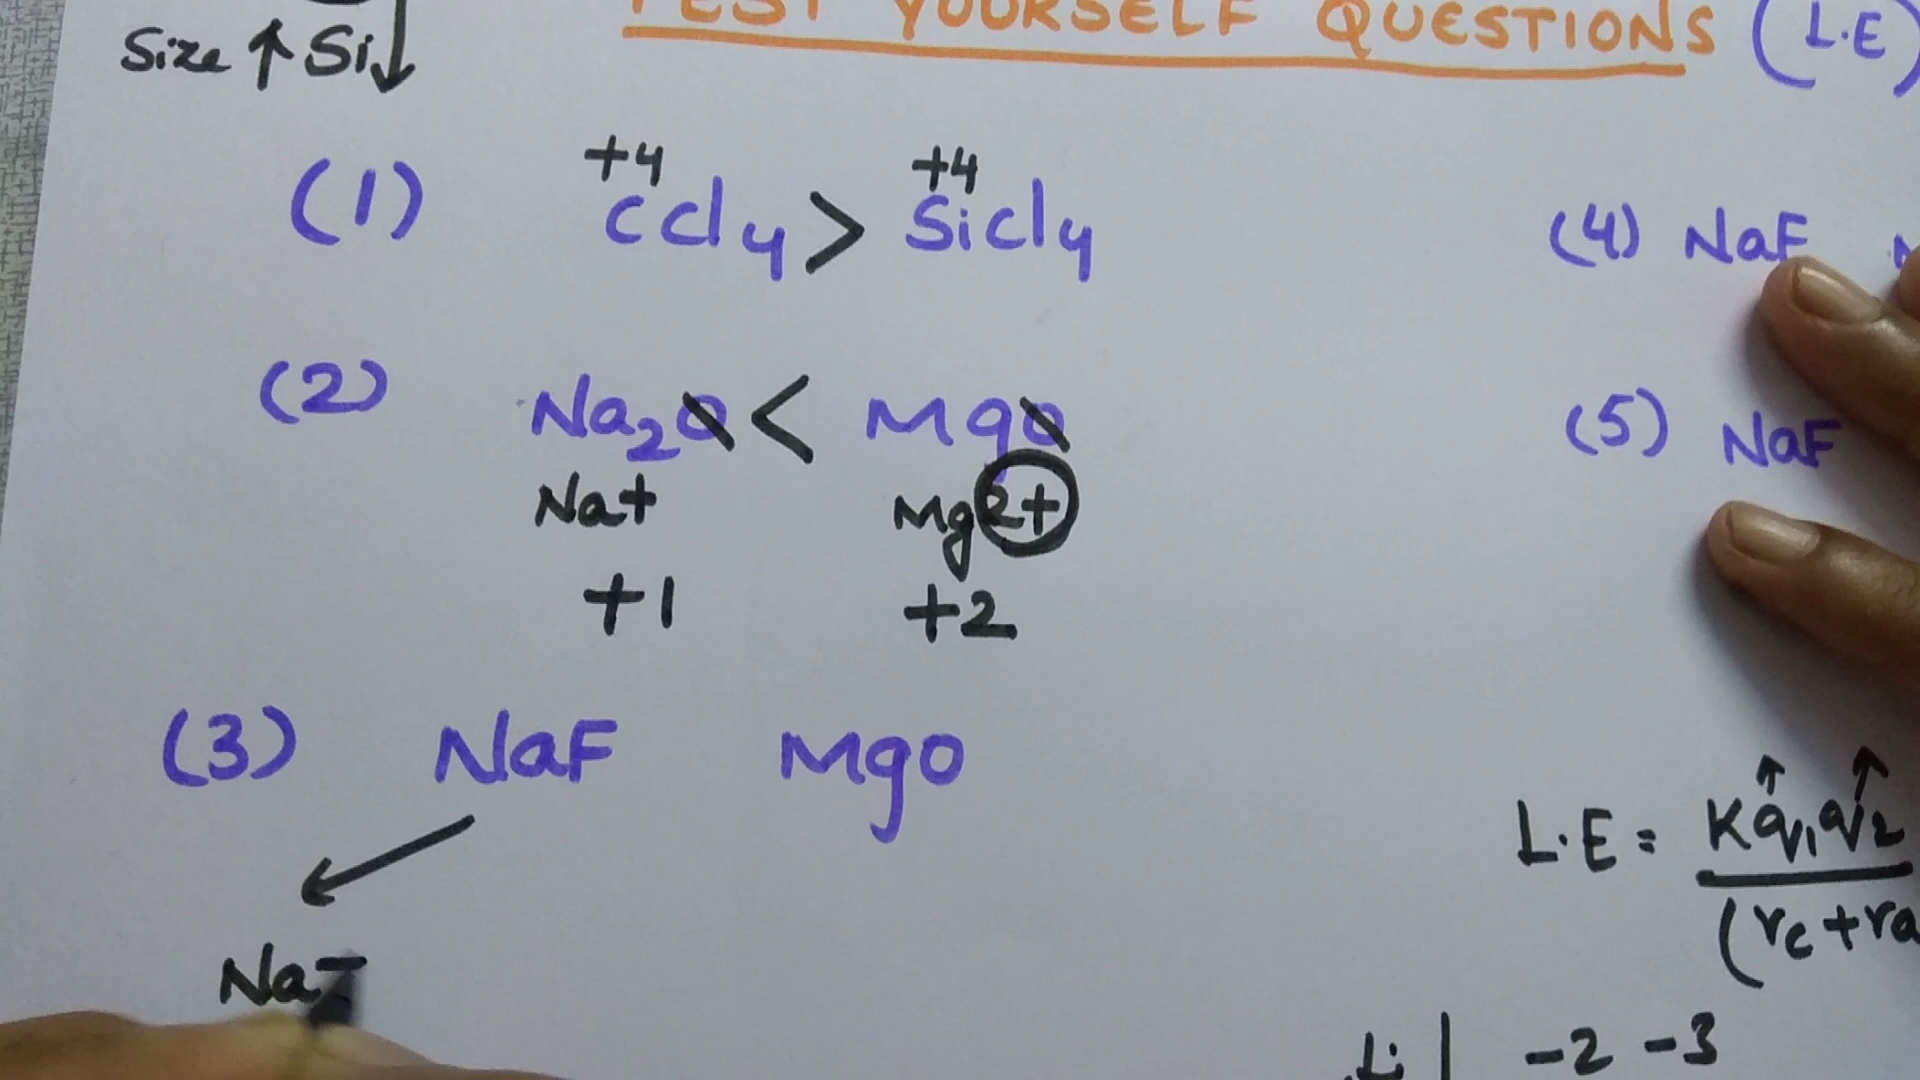 TEST YOURSELF QUESTIONS (L.E)
Size ↑ Si↓
(1) +4 +4
CCl4 > SiCl4
(2) Na2O < MgO
Na+ Mg2+
+1 +2
(3) NaF MgO
Na
(4) NaF
(5) NaF
L.E = Kq1q2
(rc+ra
-2 -3